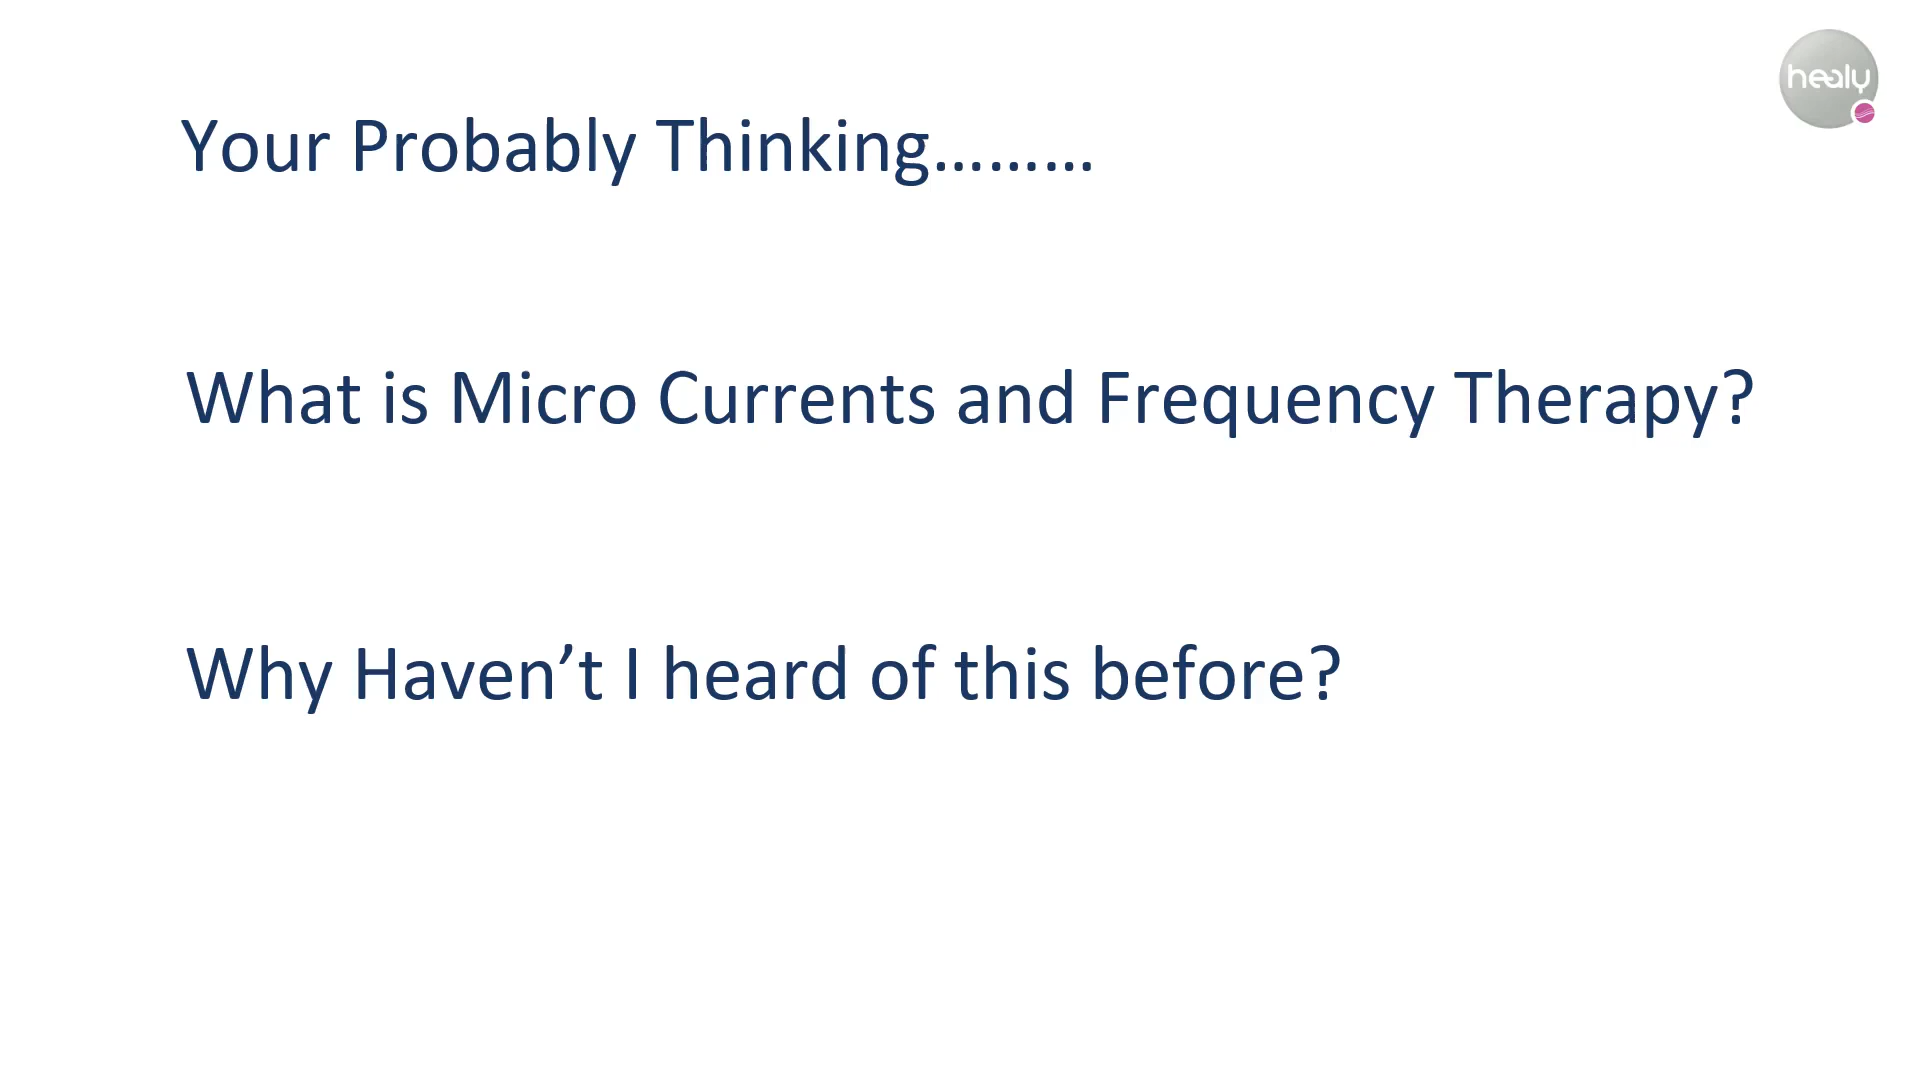 healy
Your Probably Thinking………
What is Micro Currents and Frequency Therapy?
Why Haven’t I heard of this before?